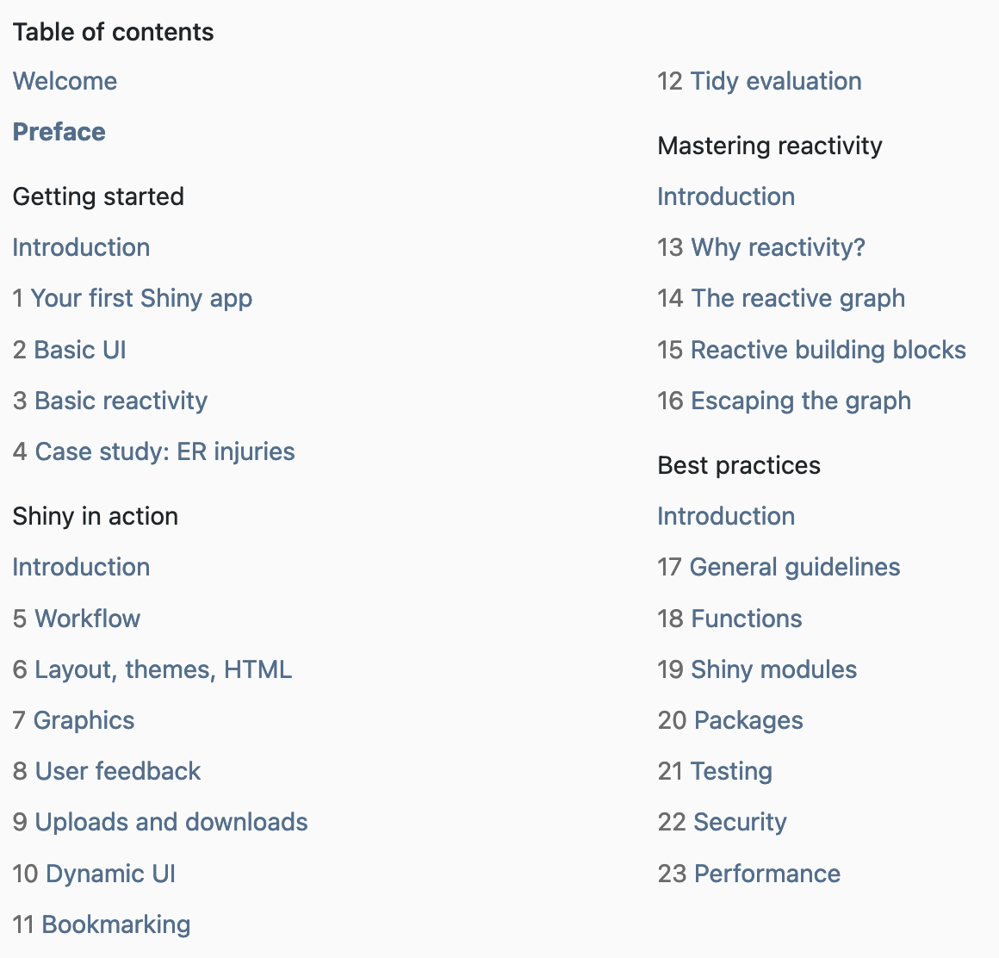 Table of contents
Welcome
Preface
Getting started
Introduction
1 Your first Shiny app
2 Basic UI
3 Basic reactivity
4 Case study: ER injuries
Shiny in action
Introduction
5 Workflow
6 Layout, themes, HTML
7 Graphics
8 User feedback
9 Uploads and downloads
10 Dynamic UI
11 Bookmarking
12 Tidy evaluation
Mastering reactivity
Introduction
13 Why reactivity?
14 The reactive graph
15 Reactive building blocks
16 Escaping the graph
Best practices
Introduction
17 General guidelines
18 Functions
19 Shiny modules
20 Packages
21 Testing
22 Security
23 Performance